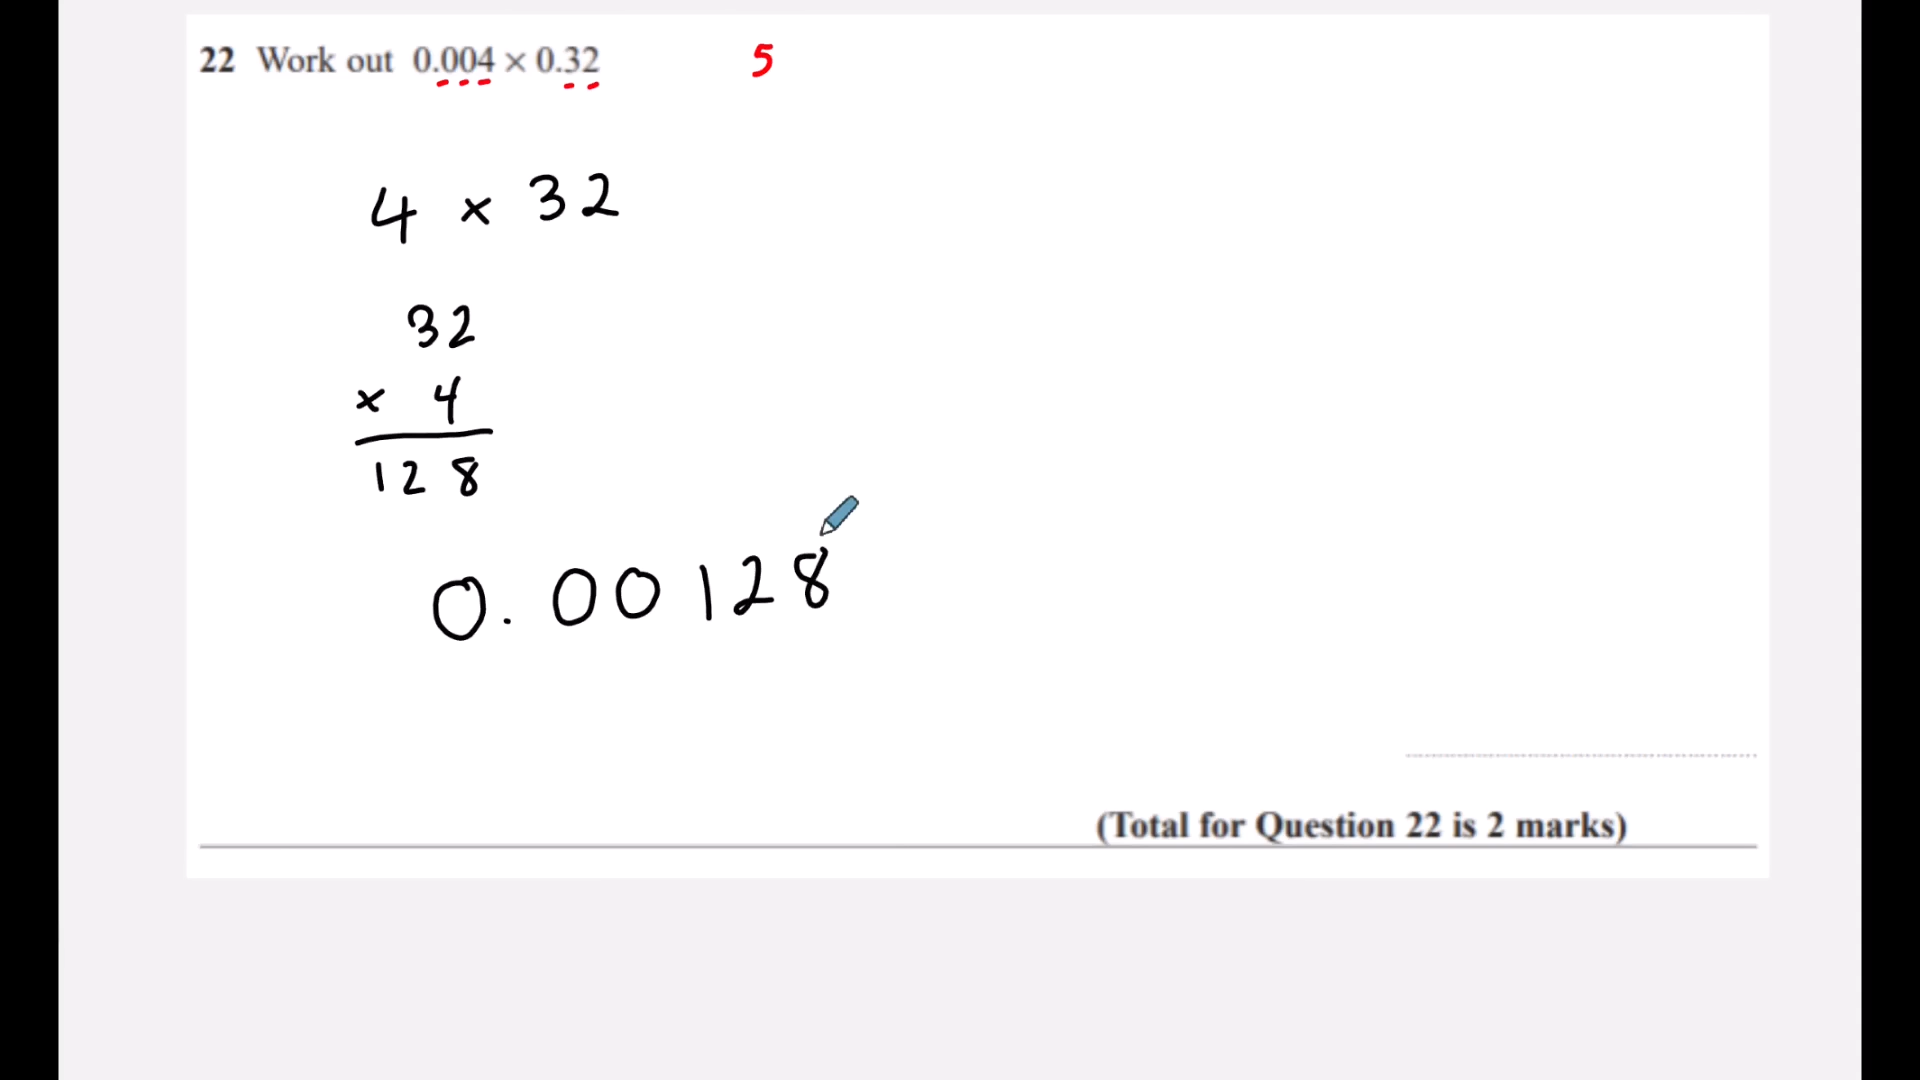 22 Work out 0.004 × 0.32 5
4 × 32
32
× 4
128
0.00128
(Total for Question 22 is 2 marks)